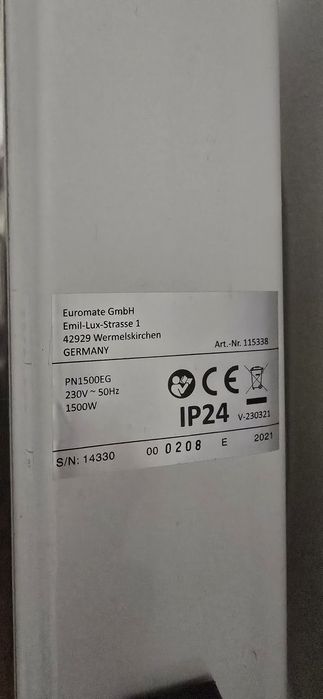 Euromate GmbH
Emil-Lux-Strasse 1
42929 Wermelskirchen
GERMANY
Art.-Nr. 115338
PN1500EG
230V ~ 50Hz
1500W
CE
IP24
V-230321
S/N: 14330 00 0208 E 2021